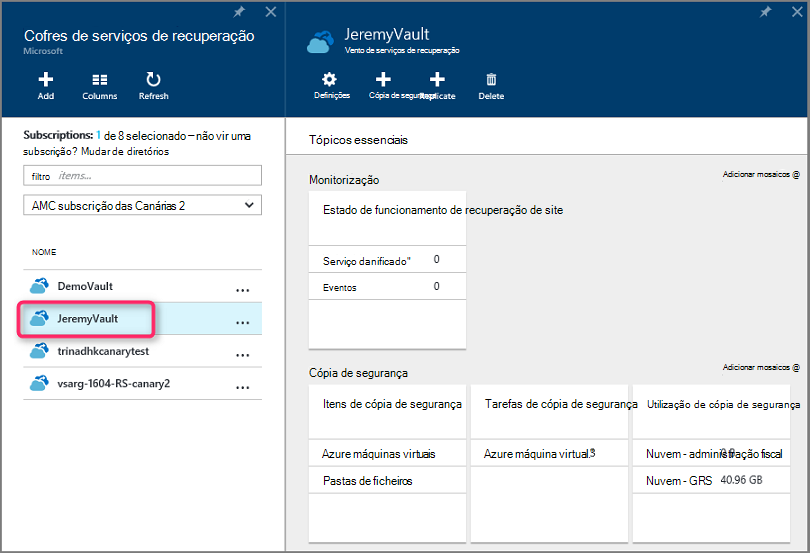 Cofres de serviços de recuperação
Microsoft
Add
Columns
Refresh
Subscriptions: 1 de 8 selecionado – não vir uma
subscrição? Mudar de diretórios
filtro items...
AMC subscrição das Canárias 2
NOME
DemoVault
...
JeremyVault
...
trinadhkcanarytest
...
vsarg-1604-RS-canary2
...
JeremyVault
Vento de serviços de recuperação
Definições
Cópia de segurança
Replicate
Delete
Tópicos essenciais
Monitorização
Adicionar mosaicos @
Estado de funcionamento de recuperação de site
Serviço danificado" 0
Eventos 0
Cópia de segurança
Adicionar mosaicos @
Itens de cópia de segurança
Azure máquinas virtuais
Pastas de ficheiros
Tarefas de cópia de segurança
Azure máquina virtual
Utilização de cópia de segurança
Nuvem - administração fiscal
Nuvem - GRS 40.96 GB